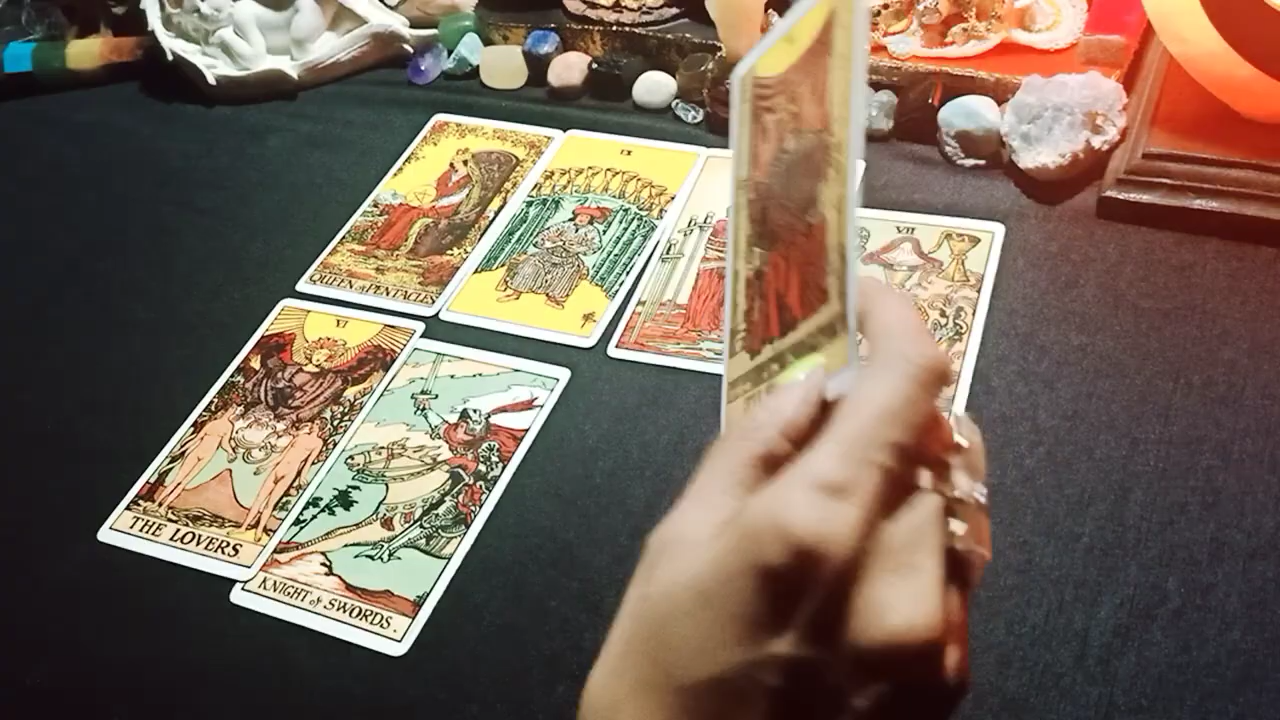 QUEEN of PENTACLES
IX
VII
VI
THE LOVERS.
KNIGHT of SWORDS.